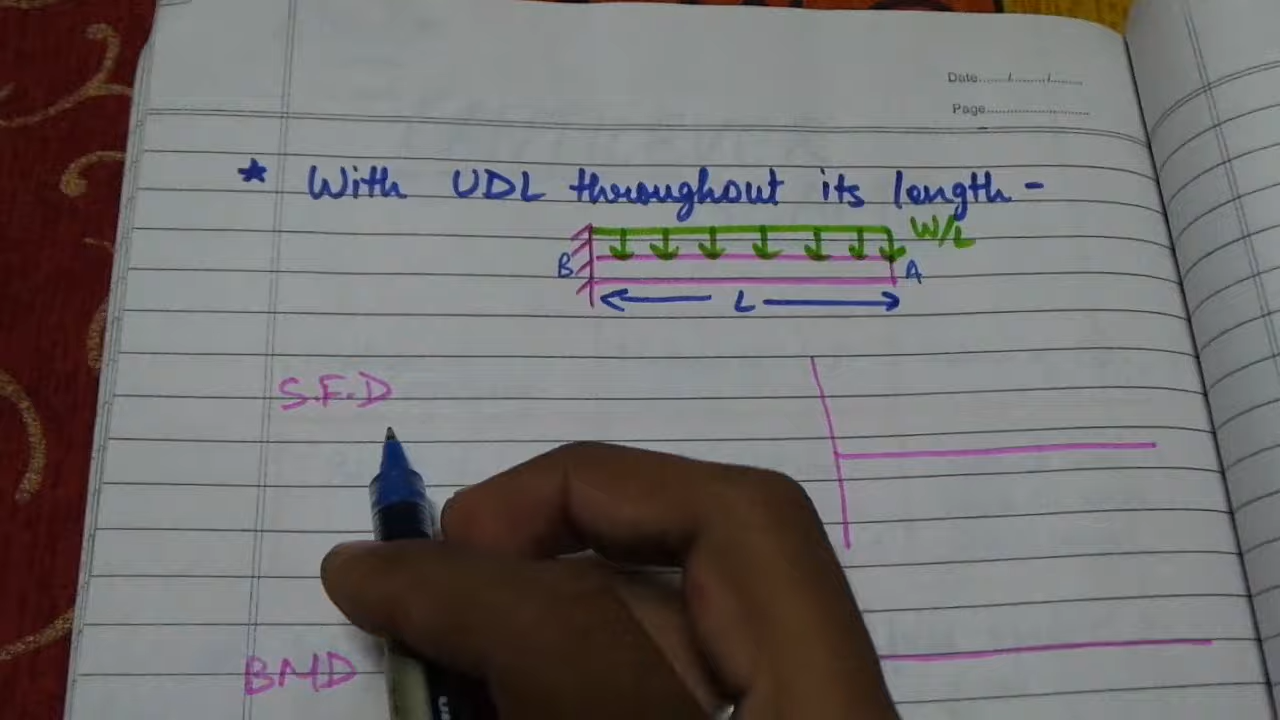 Date......./......./.......
Page............................
* With UDL throughout its length -
W/L
B A
L
S.F.D
BMD